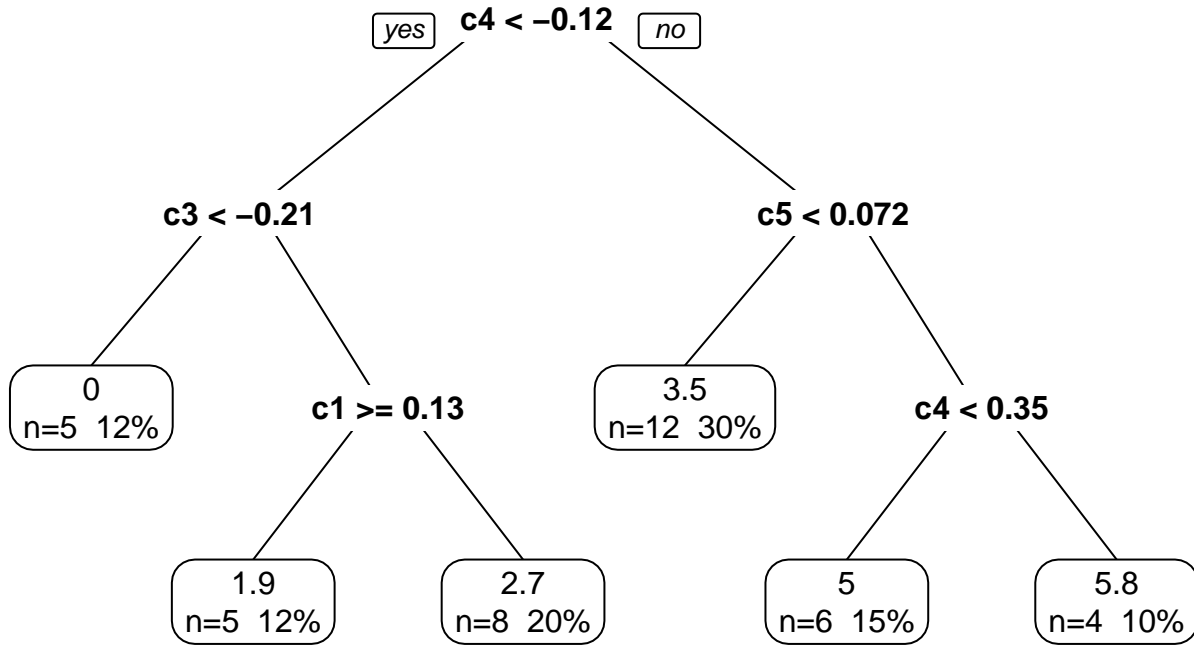 yes
c4 < −0.12
no
c3 < −0.21
c5 < 0.072
0
n=5 12%
c1 >= 0.13
3.5
n=12 30%
c4 < 0.35
1.9
n=5 12%
2.7
n=8 20%
5
n=6 15%
5.8
n=4 10%